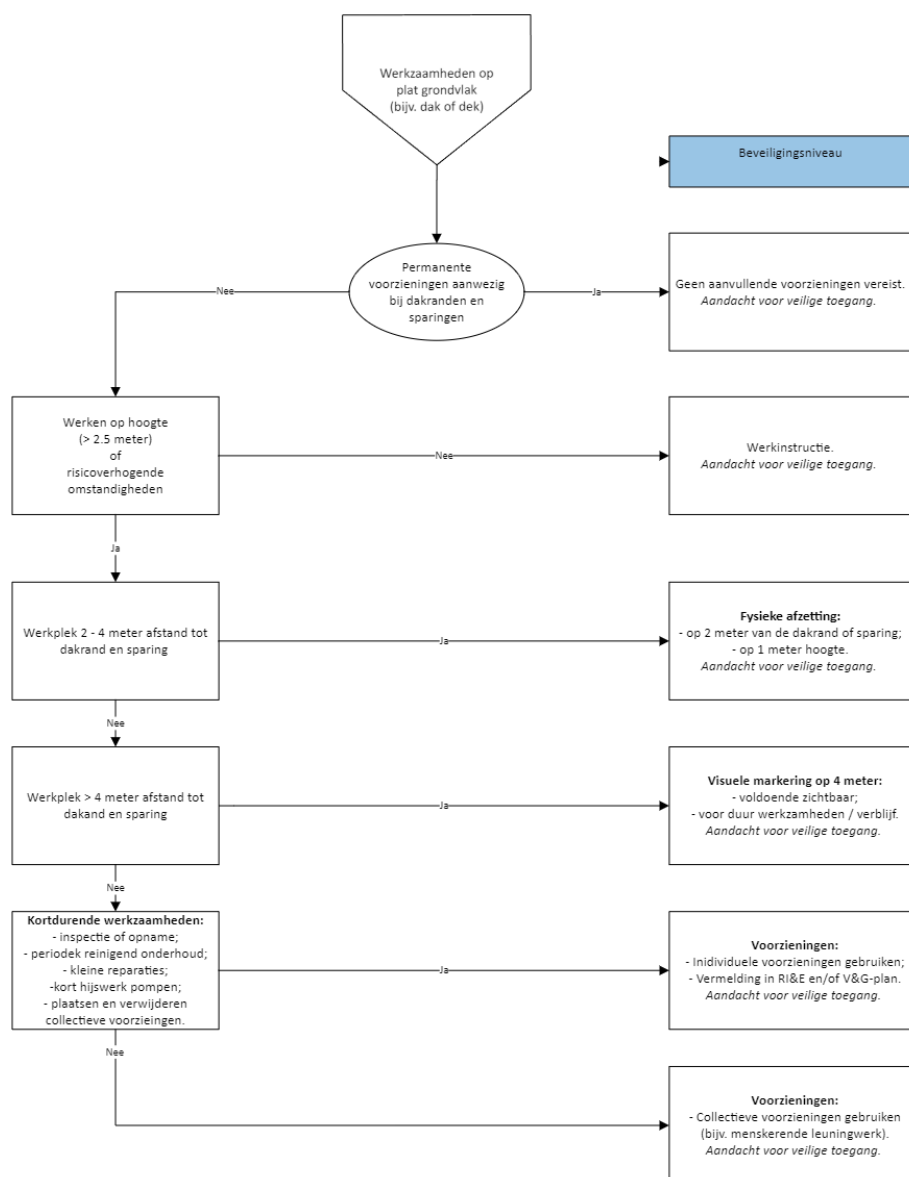 Werkzaamheden op
plat grondvlak
(bijv. dak of dek)
Beveiligingsniveau
Permanente
voorzieningen aanwezig
bij dakranden en
sparingen
Nee
Ja
Geen aanvullende voorzieningen vereist.
Aandacht voor veilige toegang.
Werken op hoogte
(> 2.5 meter)
of
risicoverhogende
omstandigheden
Nee
Werkinstructie.
Aandacht voor veilige toegang.
Ja
Werkplek 2 - 4 meter afstand tot
dakrand en sparing
Ja
Fysieke afzetting:
- op 2 meter van de dakrand of sparing;
- op 1 meter hoogte.
Aandacht voor veilige toegang.
Nee
Werkplek > 4 meter afstand tot
dakand en sparing
Ja
Visuele markering op 4 meter:
- voldoende zichtbaar;
- voor duur werkzamheden / verblijf.
Aandacht voor veilige toegang.
Nee
Kortdurende werkzaamheden:
- inspectie of opname;
- periodek reinigend onderhoud;
- kleine reparaties;
-kort hijswerk pompen;
- plaatsen en verwijderen
collectieve voorzieingen.
Ja
Voorzieningen:
- Inidividuele voorzieningen gebruiken;
- Vermelding in RI&E en/of V&G-plan.
Aandacht voor veilige toegang.
Nee
Voorzieningen:
- Collectieve voorzieningen gebruiken
(bijv. menskerende leuningwerk).
Aandacht voor veilige toegang.